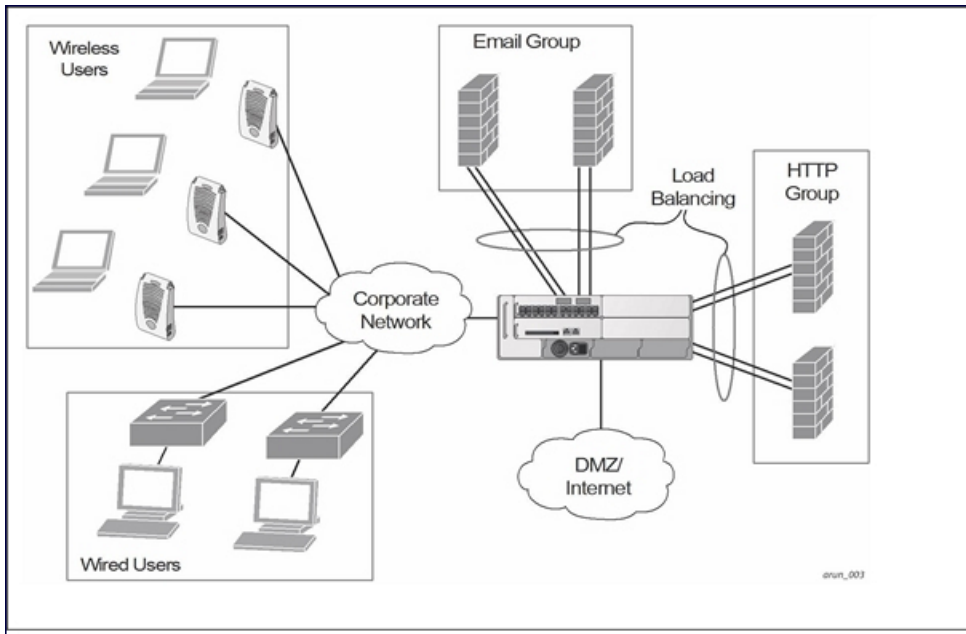 Wireless
Users
Email Group
Load
Balancing
HTTP
Group
Corporate
Network
DMZ/
Internet
Wired Users
arun_003